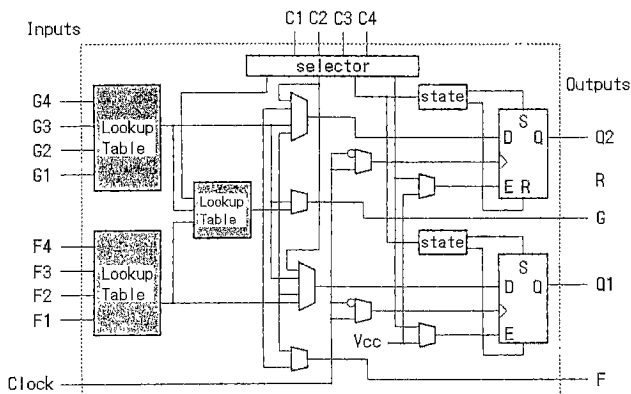 C1 C2 C3 C4
Inputs
selector
Outputs
state
G4
G3
G2
G1
Lookup
Table
S
D Q
E R
Q2
R
Lookup
Table
G
F4
F3
F2
F1
Lookup
Table
state
S
D Q
E
Q1
Vcc
Clock
F